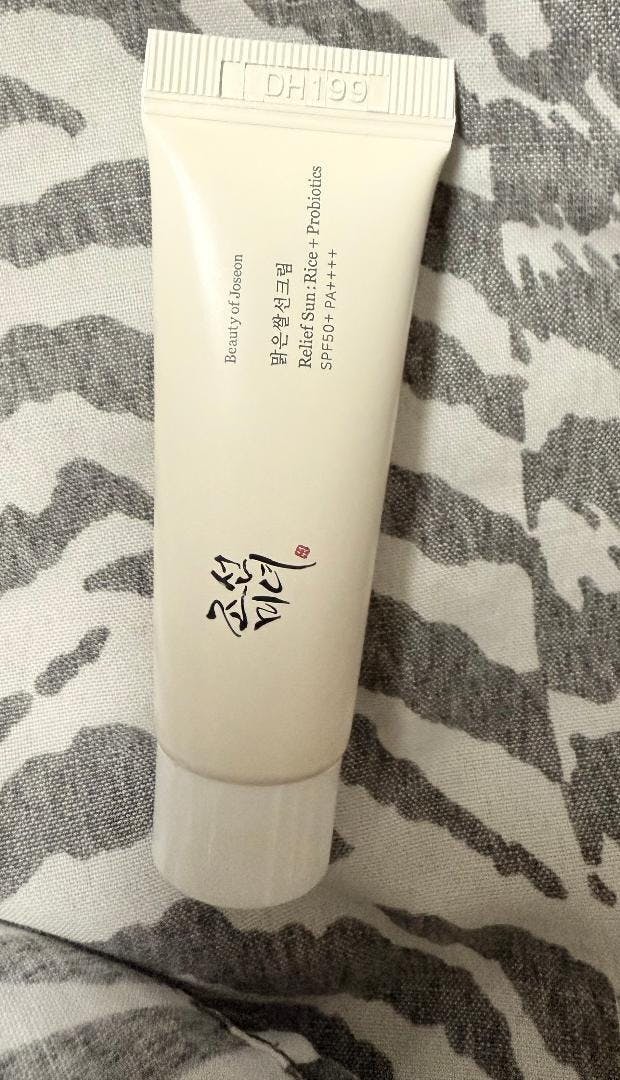 DH199
Beauty of Joseon
맑은쌀선크림
Relief Sun : Rice + Probiotics
SPF50+ PA++++
조선
미녀